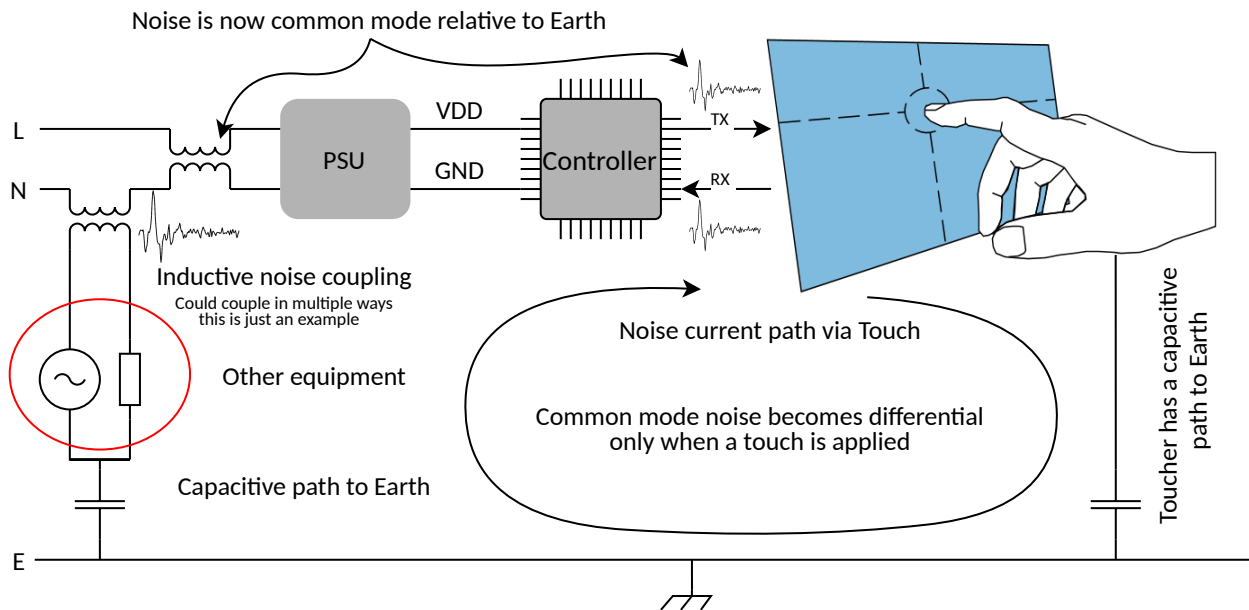 Noise is now common mode relative to Earth
L
PSU
VDD
Controller
TX
N
GND
RX
Inductive noise coupling
Could couple in multiple ways
this is just an example
Other equipment
Capacitive path to Earth
Noise current path via Touch
Common mode noise becomes differential
only when a touch is applied
Toucher has a capacitive
path to Earth
E